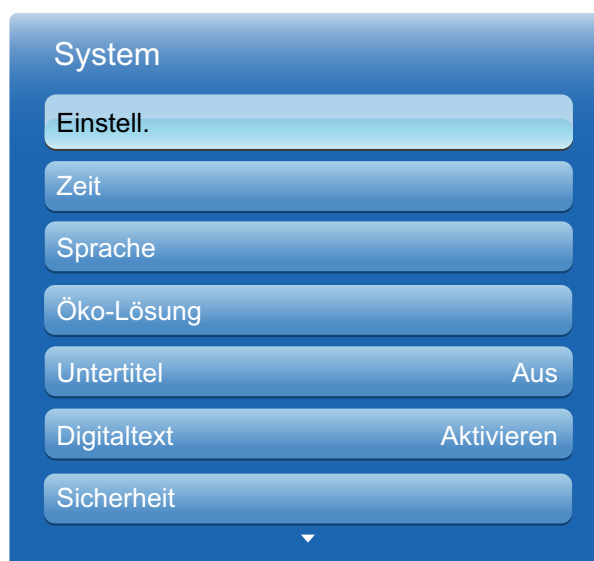 System
Einstell.
Zeit
Sprache
Öko-Lösung
Untertitel Aus
Digitaltext Aktivieren
Sicherheit